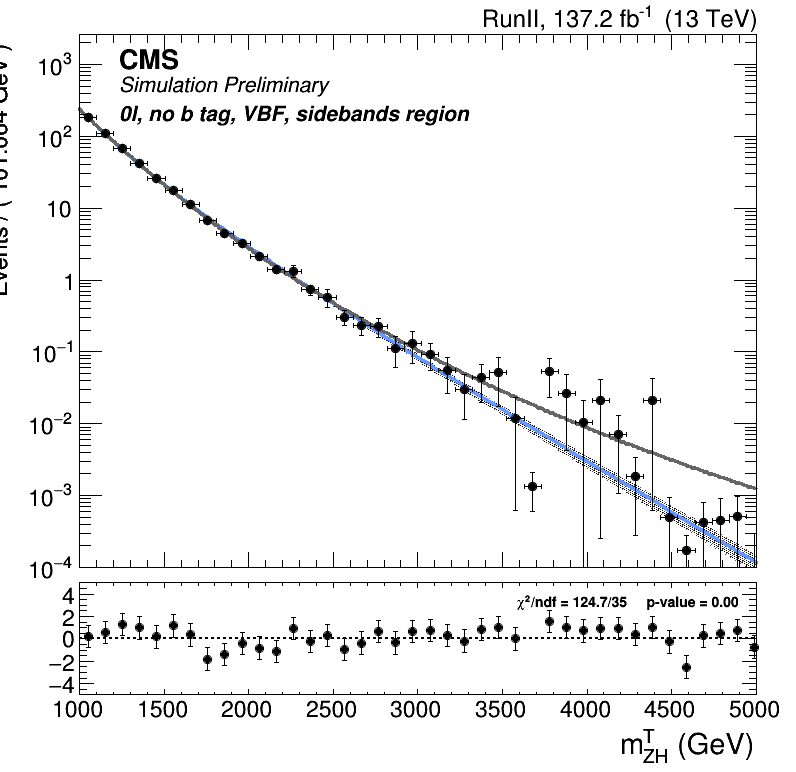 RunII, 137.2 fb⁻¹ (13 TeV)
CMS
Simulation Preliminary
0l, no b tag, VBF, sidebands region
10³
10²
10
1
10⁻¹
10⁻²
10⁻³
10⁻⁴
χ²/ndf = 124.7/35 p-value = 0.00
4
2
0
−2
−4
1000 1500 2000 2500 3000 3500 4000 4500 5000
m^T_ZH (GeV)